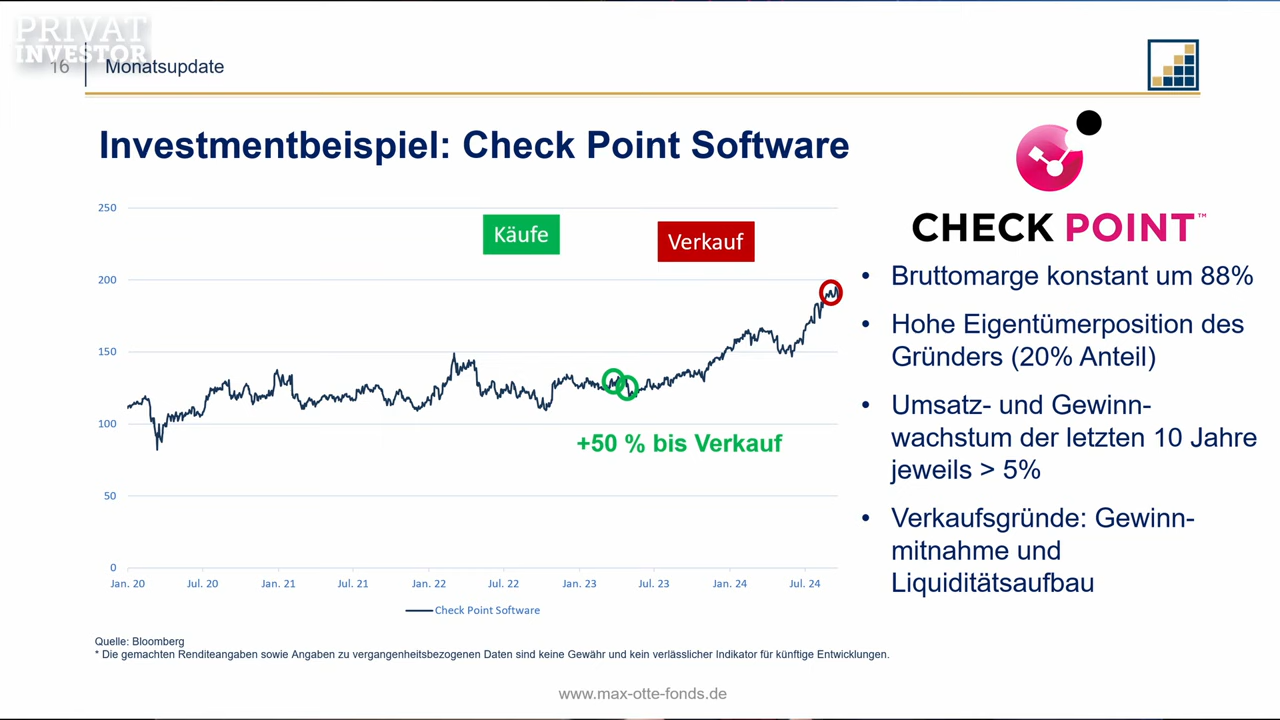 PRIVAT
INVESTOR
16
Monatsupdate
Investmentbeispiel: Check Point Software
CHECK POINT™
250
200
150
100
50
0
Käufe
Verkauf
+50 % bis Verkauf
Jan. 20 Jul. 20 Jan. 21 Jul. 21 Jan. 22 Jul. 22 Jan. 23 Jul. 23 Jan. 24 Jul. 24
Check Point Software
• Bruttomarge konstant um 88%
• Hohe Eigentümerposition des
Gründers (20% Anteil)
• Umsatz- und Gewinn-
wachstum der letzten 10 Jahre
jeweils > 5%
• Verkaufsgründe: Gewinn-
mitnahme und
Liquiditätsaufbau
Quelle: Bloomberg
* Die gemachten Renditeangaben sowie Angaben zu vergangenheitsbezogenen Daten sind keine Gewähr und kein verlässlicher Indikator für künftige Entwicklungen.
www.max-otte-fonds.de